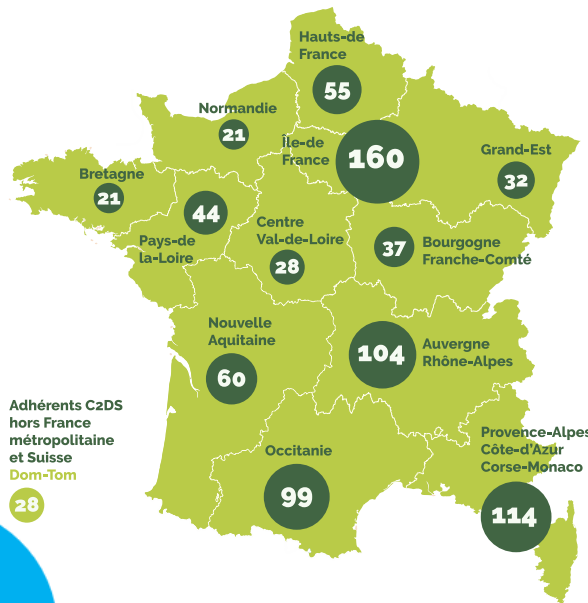 Hauts-de
France
55
Normandie
21
Île-de
France
160
Grand-Est
32
Bretagne
21
44
Pays-de
la-Loire
Centre
Val-de-Loire
28
37
Bourgogne
Franche-Comté
Nouvelle
Aquitaine
60
104
Auvergne
Rhône-Alpes
Adhérents C2DS
hors France
métropolitaine
et Suisse
Dom-Tom
28
Occitanie
99
Provence-Alpes
Côte-d'Azur
Corse-Monaco
114